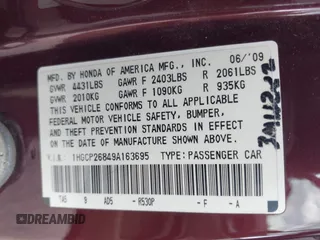 MFD. BY HONDA OF AMERICA MFG., INC. 06/'09
GVWR 4431LBS GAWR F 2403LBS R 2061LBS
GVWR 2010KG GAWR F 1090KG R 935KG
THIS VEHICLE CONFORMS TO ALL APPLICABLE
FEDERAL MOTOR VEHICLE SAFETY, BUMPER,
AND THEFT PREVENTION STANDARDS IN EFFECT ON
THE DATE OF MANUFACTURE SHOWN ABOVE.
1HGCP26849A163695 TYPE: PASSENGER CAR
ADS - R530P - F - A
DREAMBID